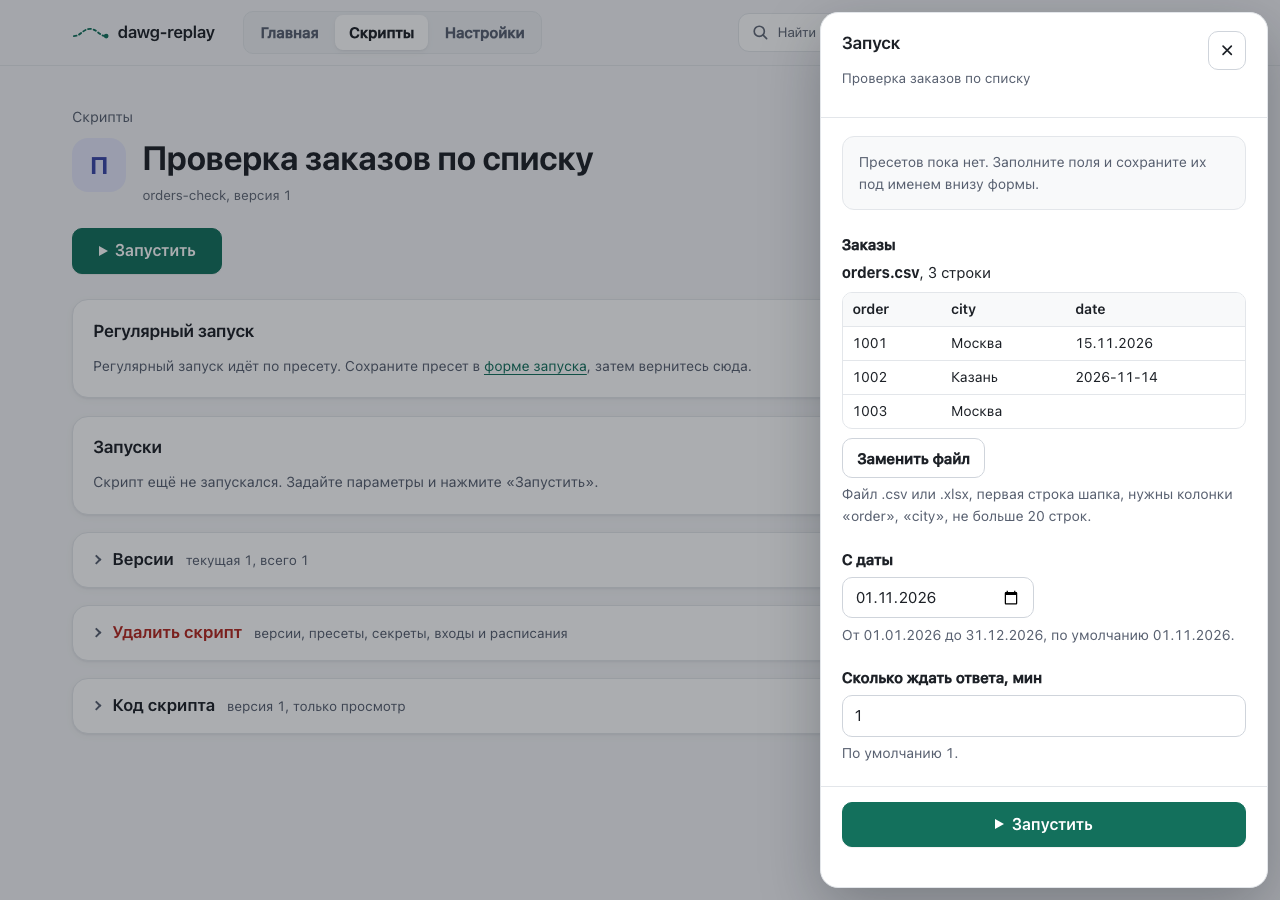 dawg-replay
Главная
Скрипты
Настройки
Найти
Скрипты
П
Проверка заказов по списку
orders-check, версия 1
Запустить
Регулярный запуск
Регулярный запуск идёт по пресету. Сохраните пресет в форме запуска, затем вернитесь сюда.
Запуски
Скрипт ещё не запускался. Задайте параметры и нажмите «Запустить».
Версии текущая 1, всего 1
Удалить скрипт версии, пресеты, секреты, входы и расписания
Код скрипта версия 1, только просмотр
Запуск
Проверка заказов по списку
Пресетов пока нет. Заполните поля и сохраните их
под именем внизу формы.
Заказы
orders.csv, 3 строки
order city date
1001 Москва 15.11.2026
1002 Казань 2026-11-14
1003 Москва
Заменить файл
Файл .csv или .xlsx, первая строка шапка, нужны колонки
«order», «city», не больше 20 строк.
С даты
01.11.2026
От 01.01.2026 до 31.12.2026, по умолчанию 01.11.2026.
Сколько ждать ответа, мин
1
По умолчанию 1.
Запустить